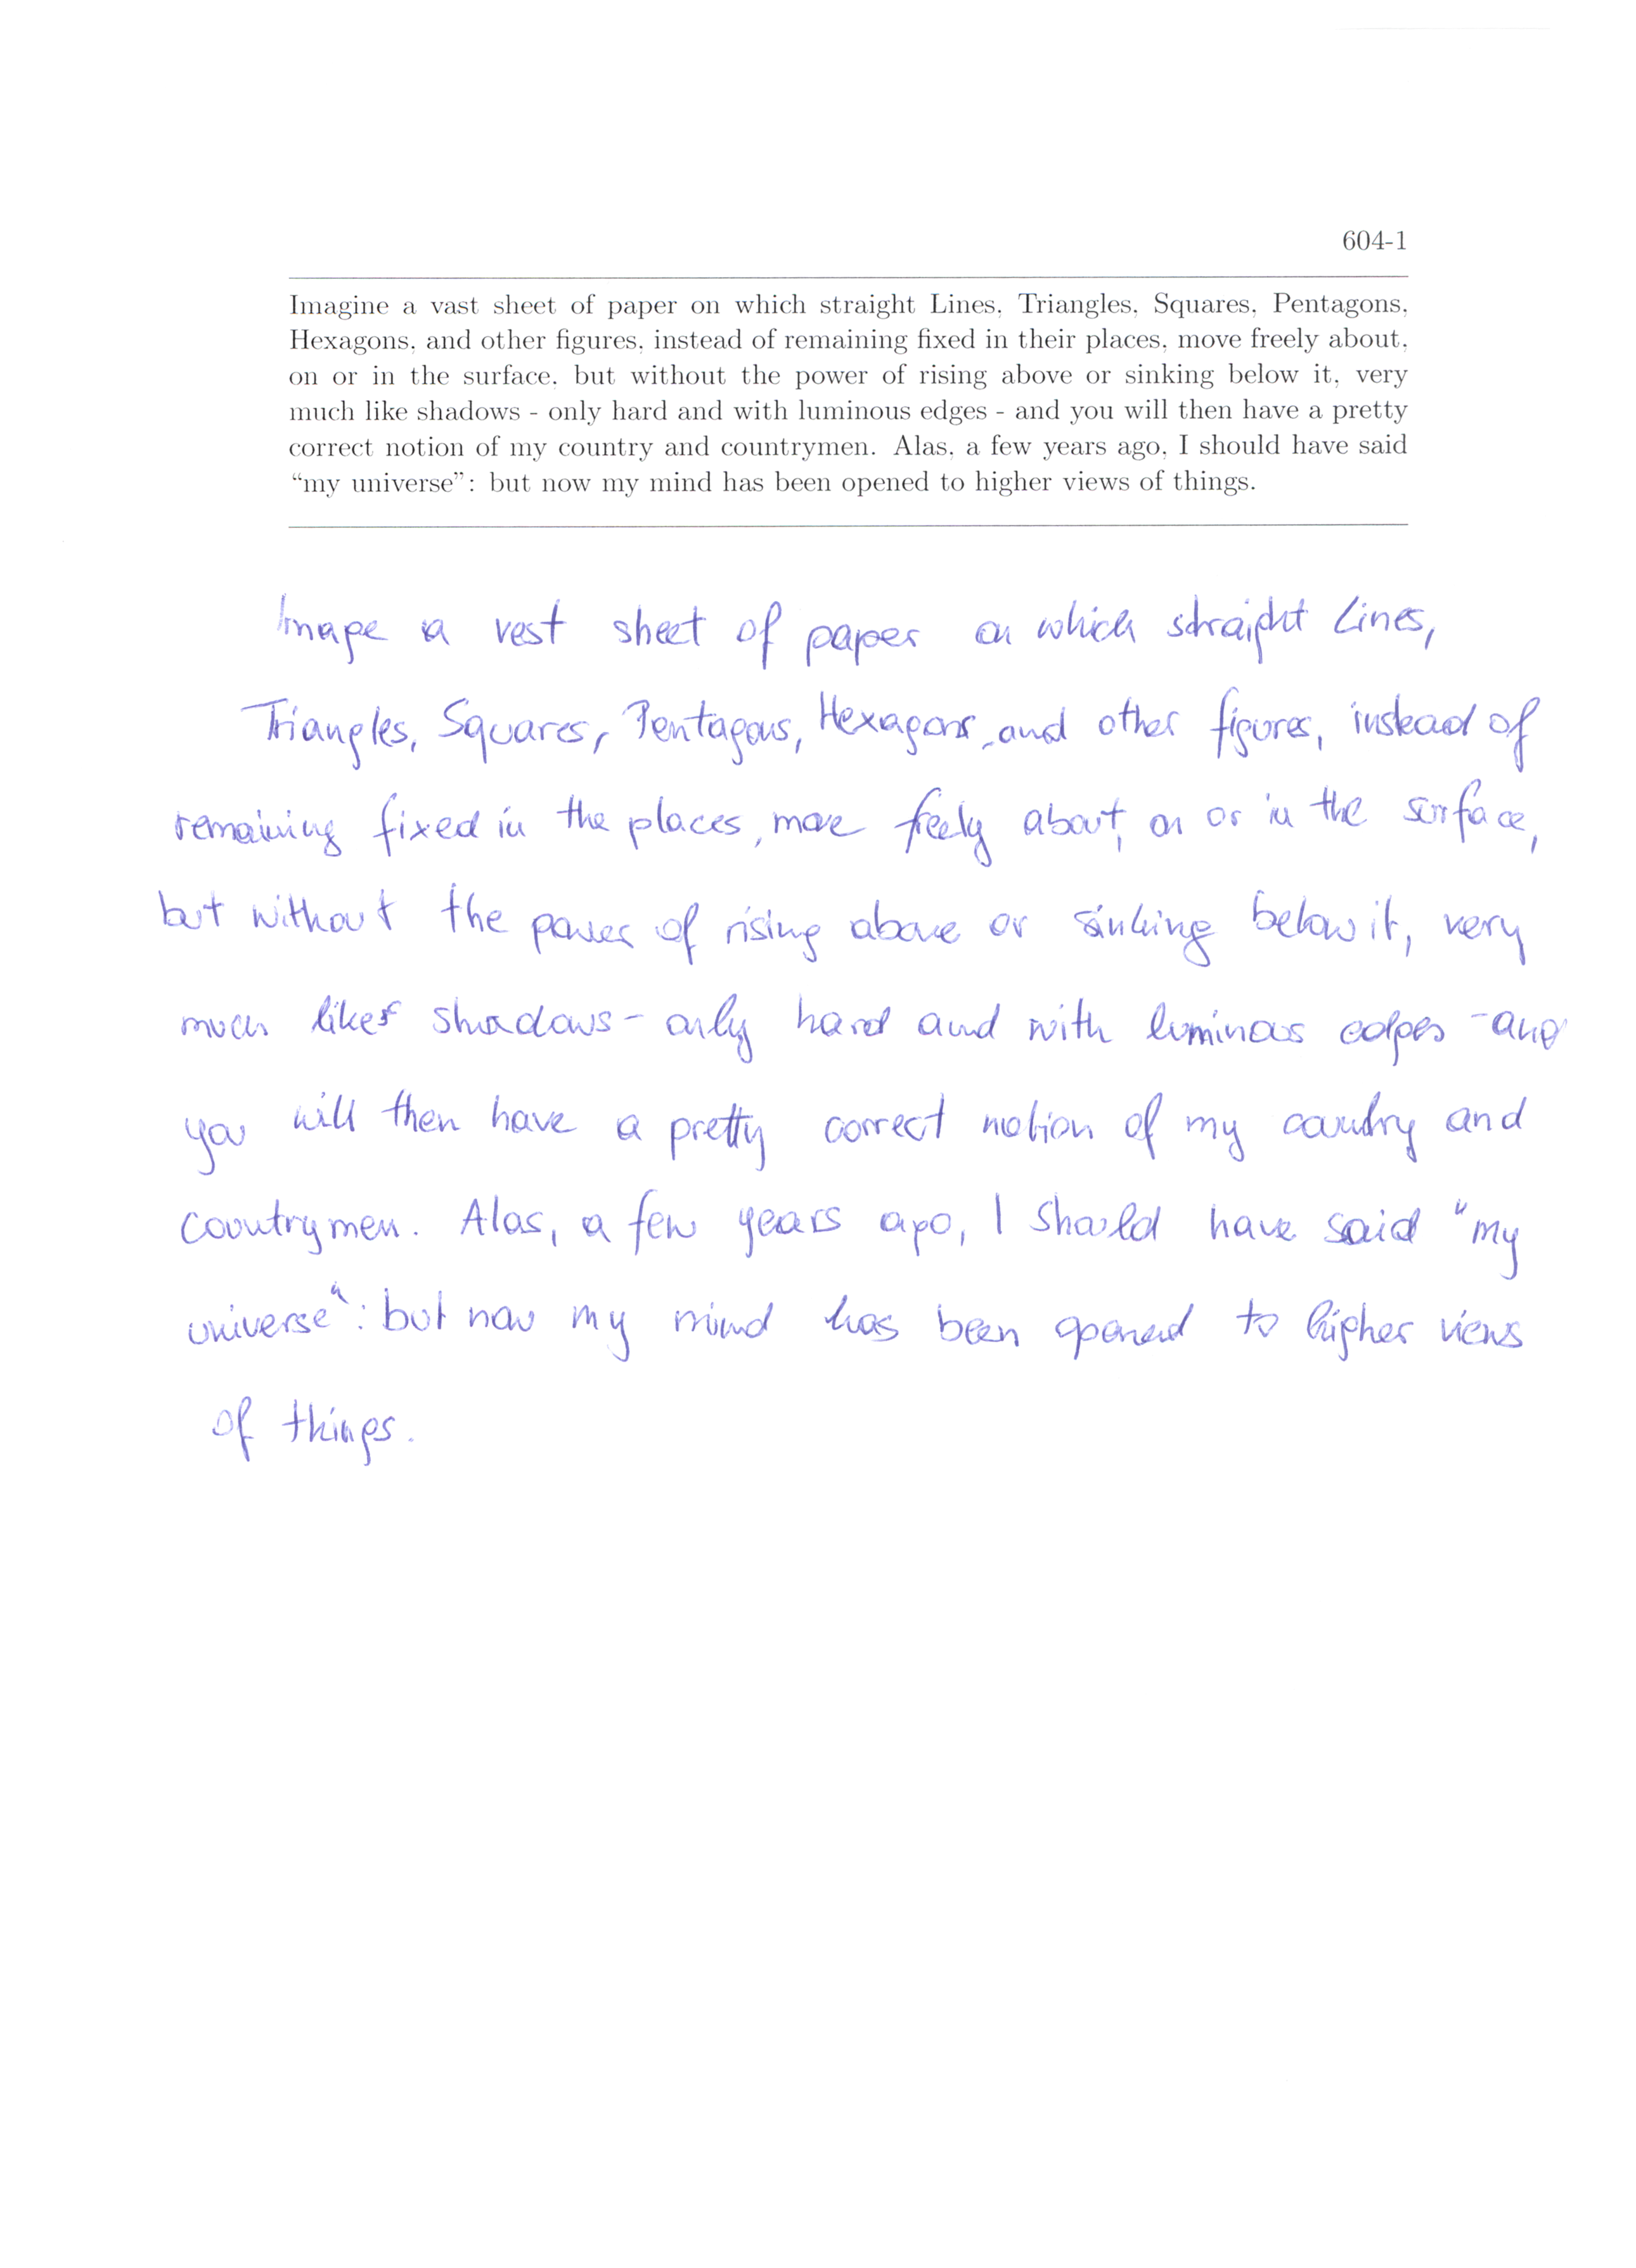 604-1
Imagine a vast sheet of paper on which straight Lines, Triangles, Squares, Pentagons,
Hexagons, and other figures, instead of remaining fixed in their places, move freely about,
on or in the surface, but without the power of rising above or sinking below it, very
much like shadows - only hard and with luminous edges - and you will then have a pretty
correct notion of my country and countrymen. Alas, a few years ago, I should have said
“my universe”: but now my mind has been opened to higher views of things.
Image a vest sheet of paper on which straight Lines,
Triangles, Squares, Pentagons, Hexagons, and other figures, instead of
remaining fixed in the places, move freely about, on or in the surface,
but without the power of rising above or sinking below it, very
much likes shadows - only hard and with luminous edges - and
you will then have a pretty correct notion of my country and
countrymen. Alas, a few years ago, I should have said "my
universe": but now my mind has been opened to higher views
of things.